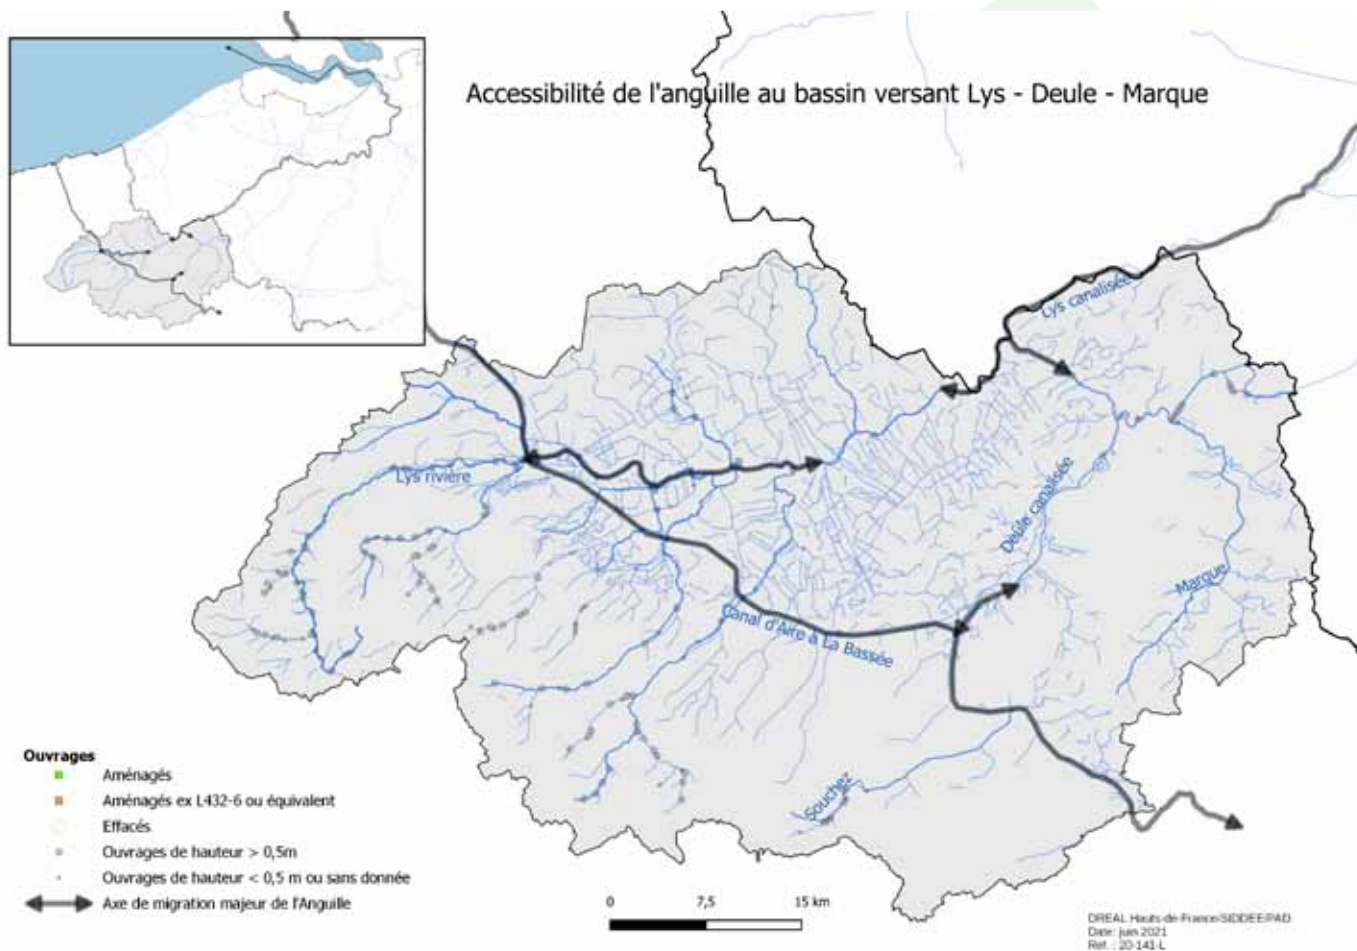 Accessibilité de l'anguille au bassin versant Lys - Deule - Marque
Lys canalisée
Lys rivière
Deule canalisée
Marque
Canal d'Aire à La Bassée
Souchez
Ouvrages
Aménagés
Aménagés ex L432-6 ou équivalent
Effacés
Ouvrages de hauteur > 0,5m
Ouvrages de hauteur < 0,5 m ou sans donnée
Axe de migration majeur de l'Anguille
0 7,5 15 km
DREAL Hauts-de-France/SIDDEE/PAD
Date: juin 2021
Ref. : 20-141-L